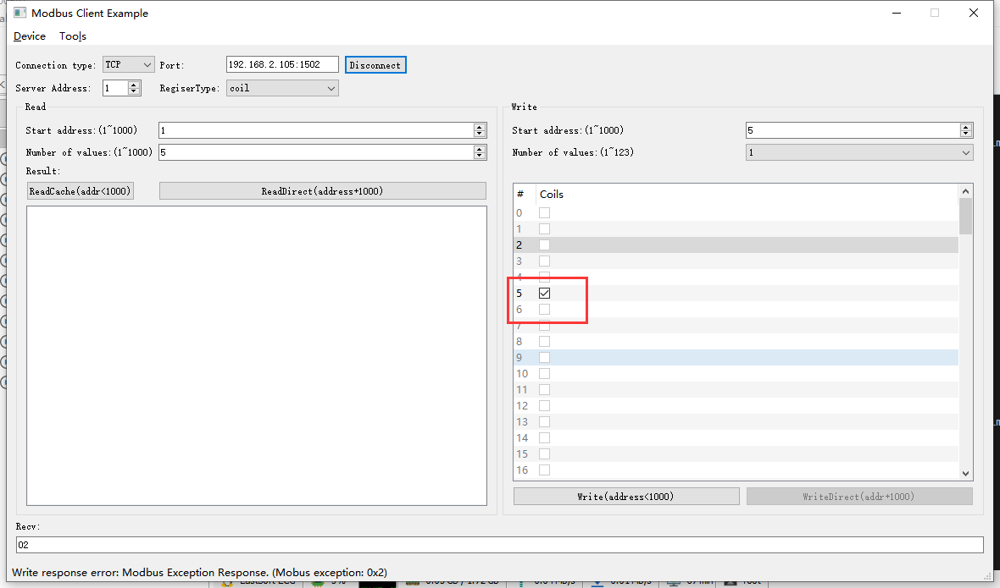 Modbus Client Example
Device Tools
Connection type: TCP Port: 192.168.2.105:1502 Disconnect
Server Address: 1 RegiserType: coil
Read
Start address:(1~1000) 1
Number of values:(1~1000) 5
Result:
ReadCache(addr<1000) ReadDirect(address+1000)
Write
Start address:(1~1000) 5
Number of values:(1~123) 1
# Coils
0
1
2
3
4
5
6
7
8
9
10
11
12
13
14
15
16
Write(address<1000) WriteDirect(addr+1000)
Recv:
02
Write response error: Modbus Exception Response. (Mobus exception: 0x2)